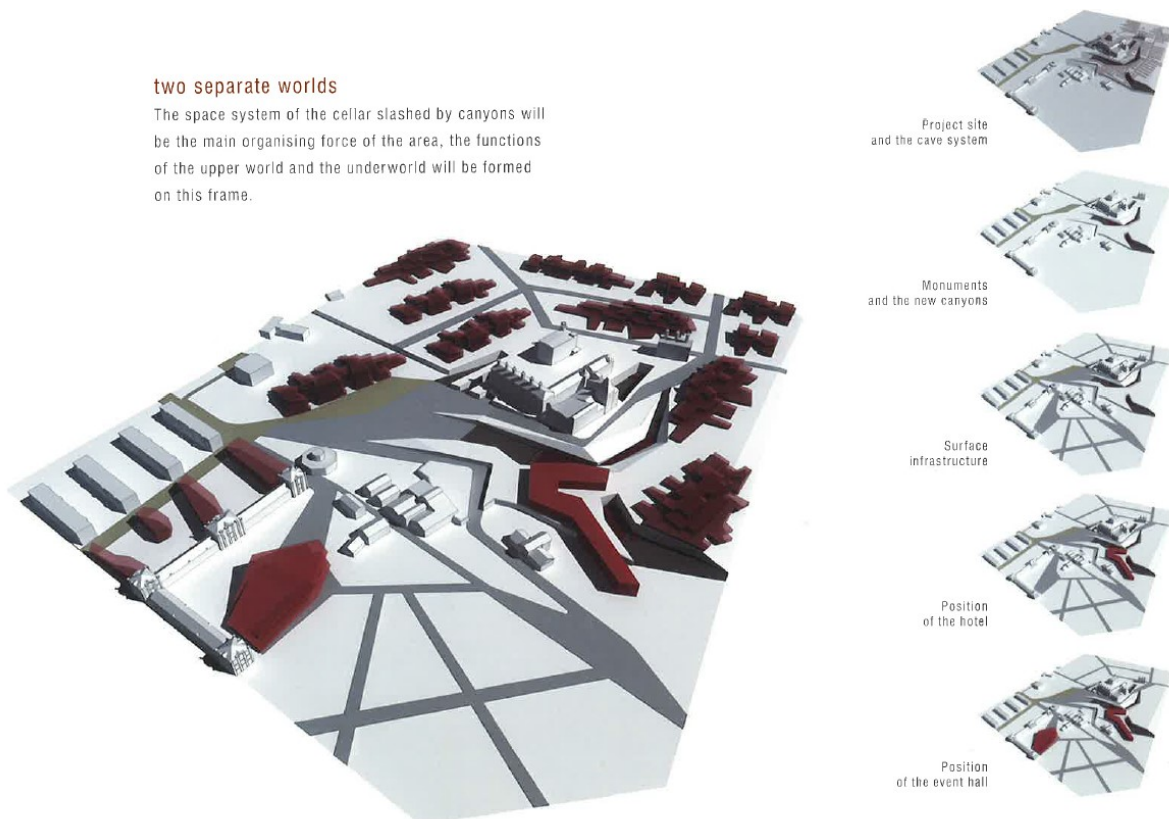 two separate worlds
The space system of the cellar slashed by canyons will
be the main organising force of the area, the functions
of the upper world and the underworld will be formed
on this frame.
Project site
and the cave system
Monuments
and the new canyons
Surface
infrastructure
Position
of the hotel
Position
of the event hall